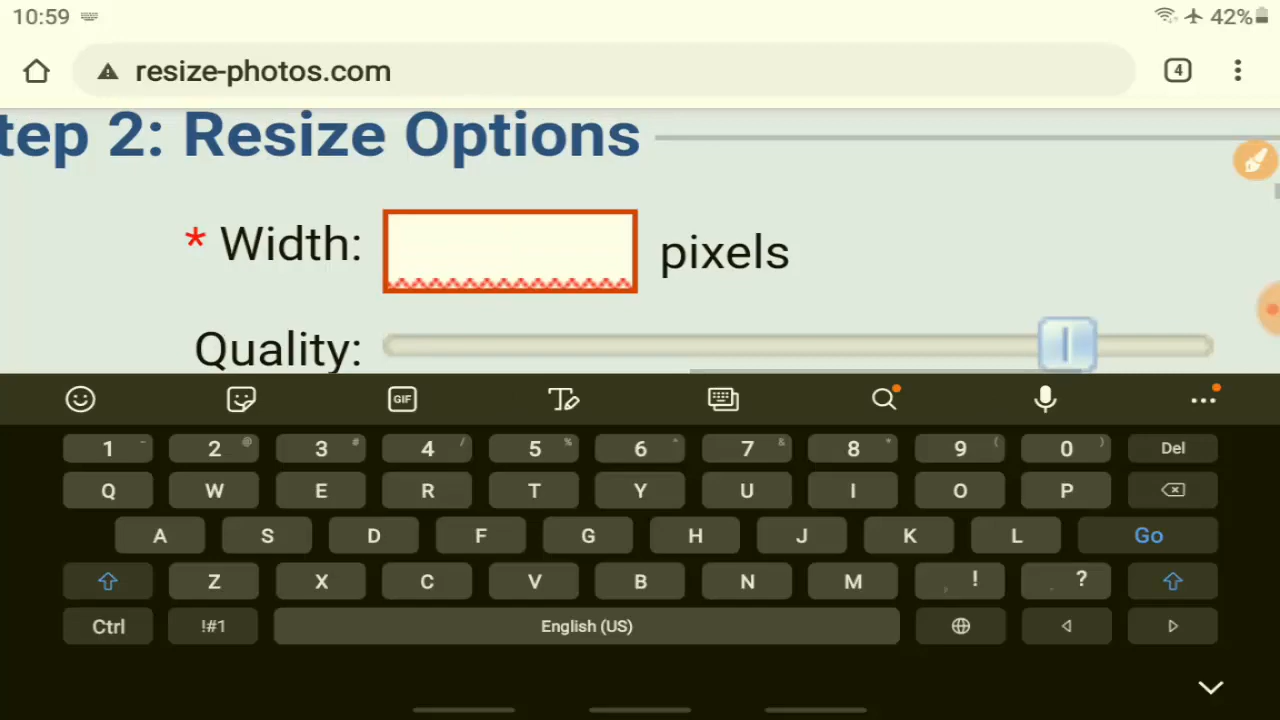 10:59 42%
resize-photos.com 4
tep 2: Resize Options
* Width: pixels
Quality:
GIF
1 - 2 @ 3 # 4 / 5 % 6 ^ 7 & 8 * 9 ( 0 ) Del
Q W E R T Y U I O P
A S D F G H J K L Go
Z X C V B N M , ! . ?
Ctrl !#1 English (US)